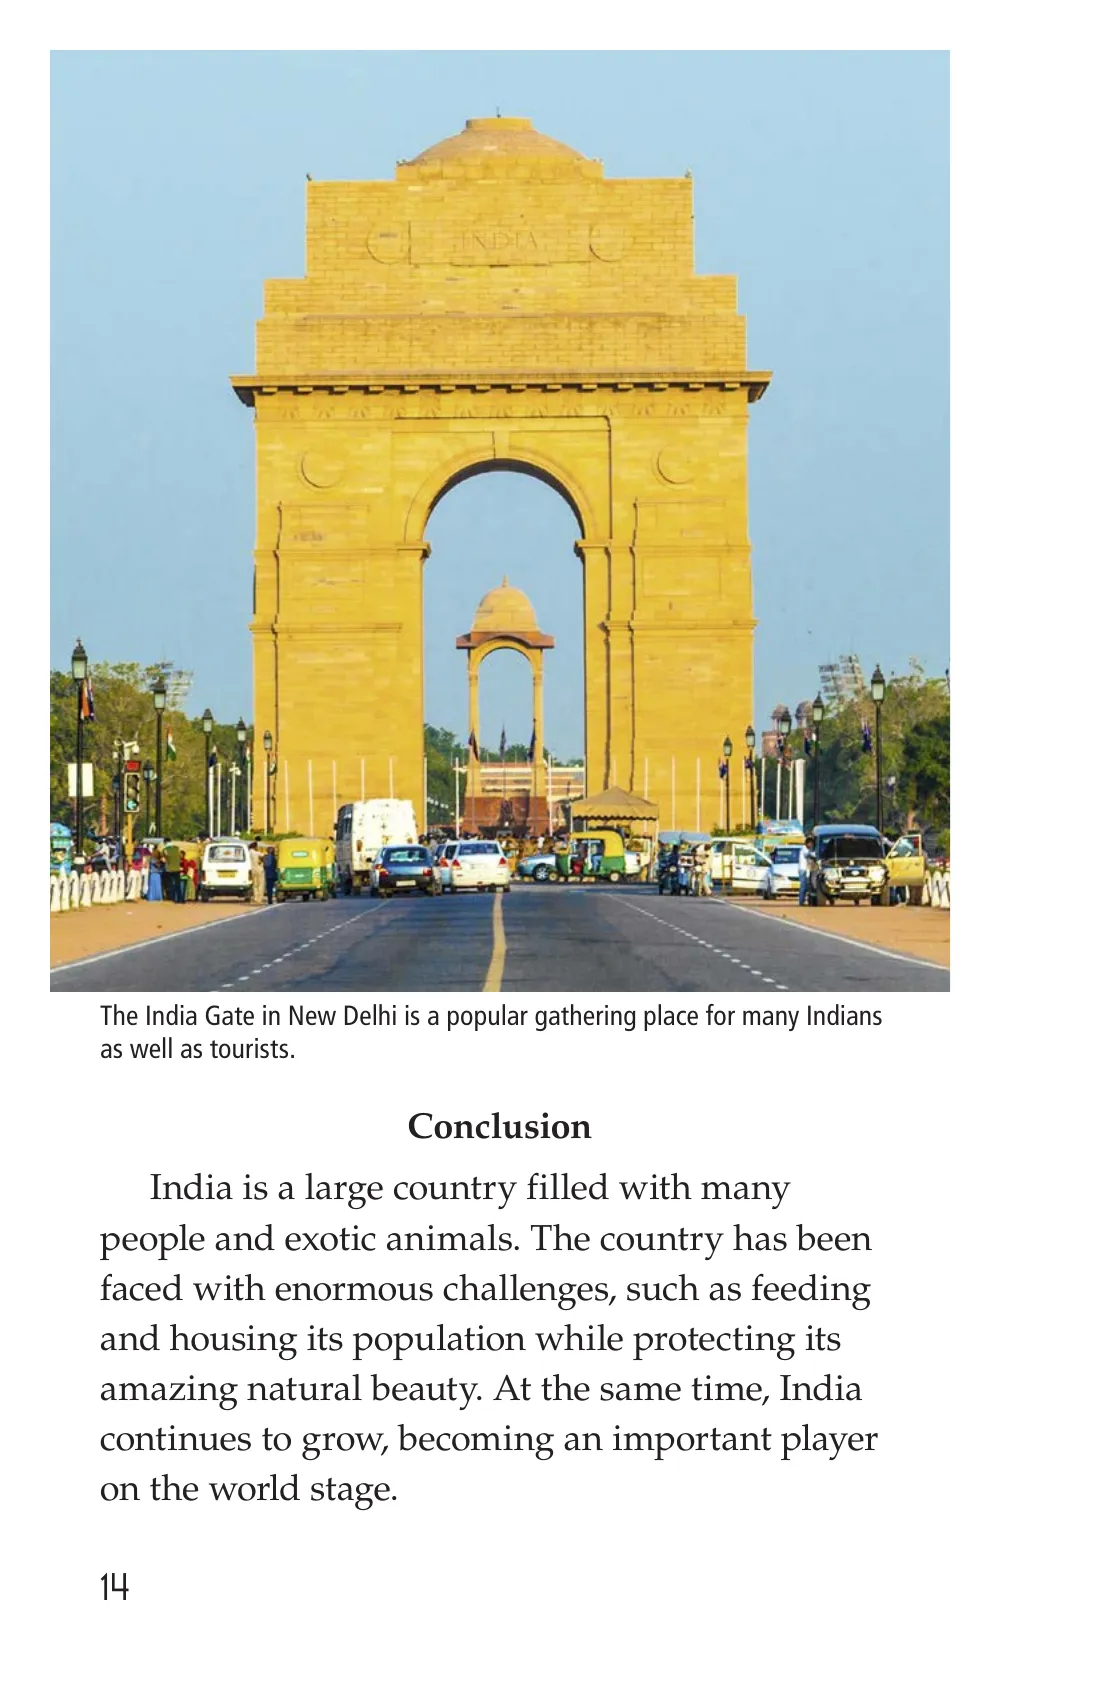 INDIA
The India Gate in New Delhi is a popular gathering place for many Indians
as well as tourists.
Conclusion
India is a large country filled with many
people and exotic animals. The country has been
faced with enormous challenges, such as feeding
and housing its population while protecting its
amazing natural beauty. At the same time, India
continues to grow, becoming an important player
on the world stage.
14